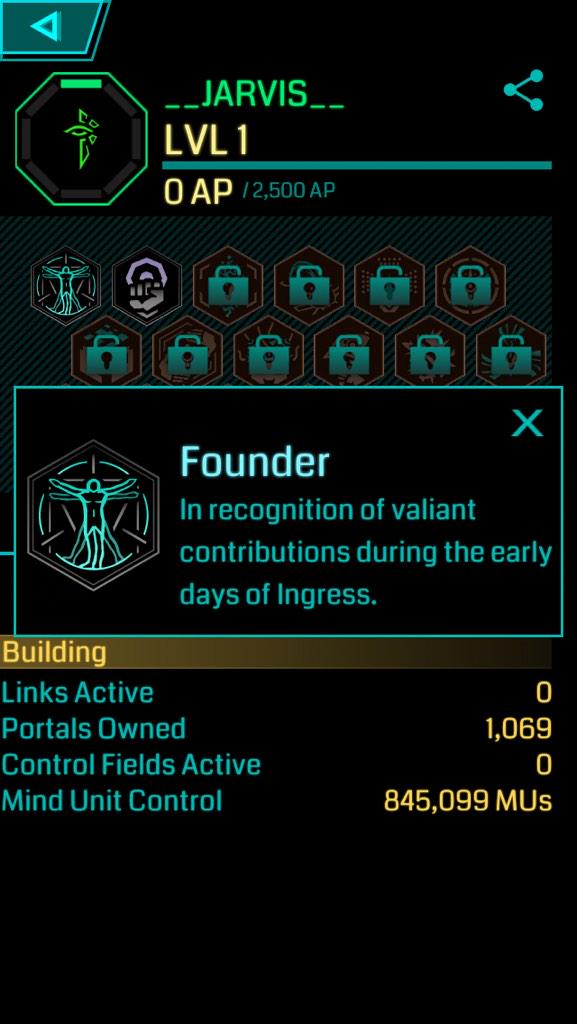 __JARVIS__
LVL 1
0 AP / 2,500 AP
Founder
In recognition of valiant
contributions during the early
days of Ingress.
Building
Links Active 0
Portals Owned 1,069
Control Fields Active 0
Mind Unit Control 845,099 MUs